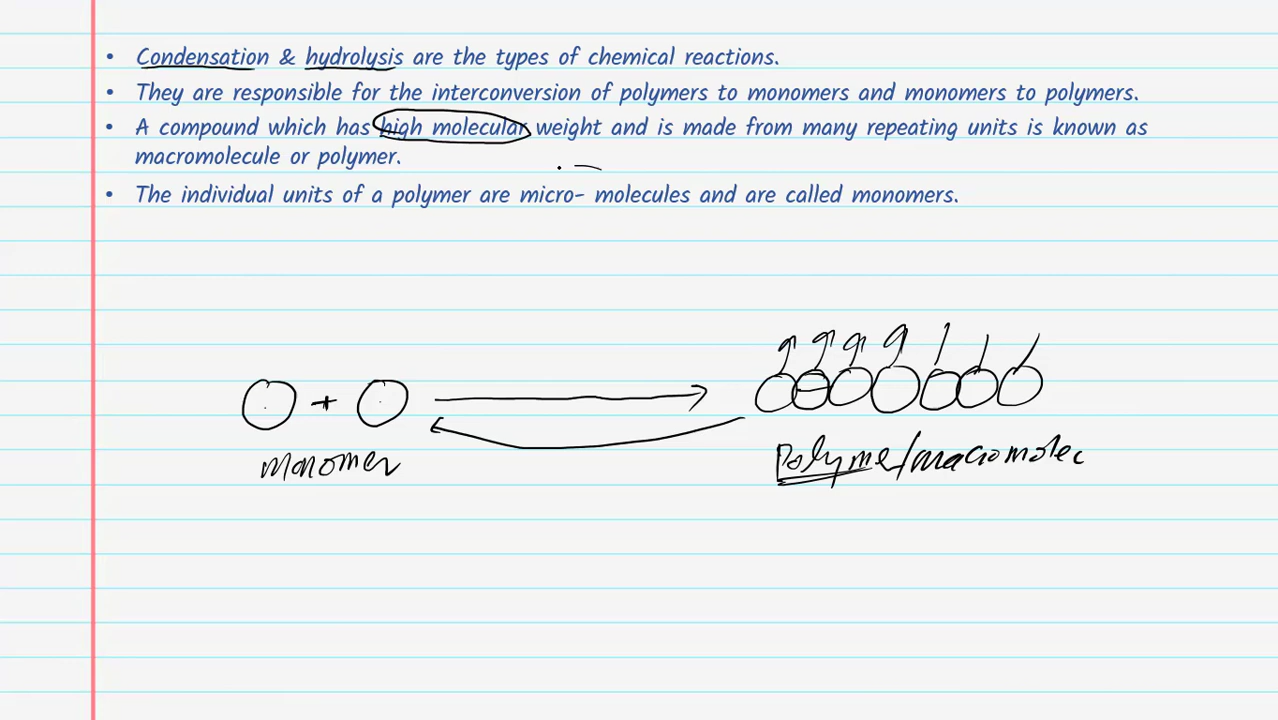 • Condensation & hydrolysis are the types of chemical reactions.
• They are responsible for the interconversion of polymers to monomers and monomers to polymers.
• A compound which has high molecular weight and is made from many repeating units is known as
macromolecule or polymer.
• The individual units of a polymer are micro- molecules and are called monomers.
+
monomer Polymer/macromolec